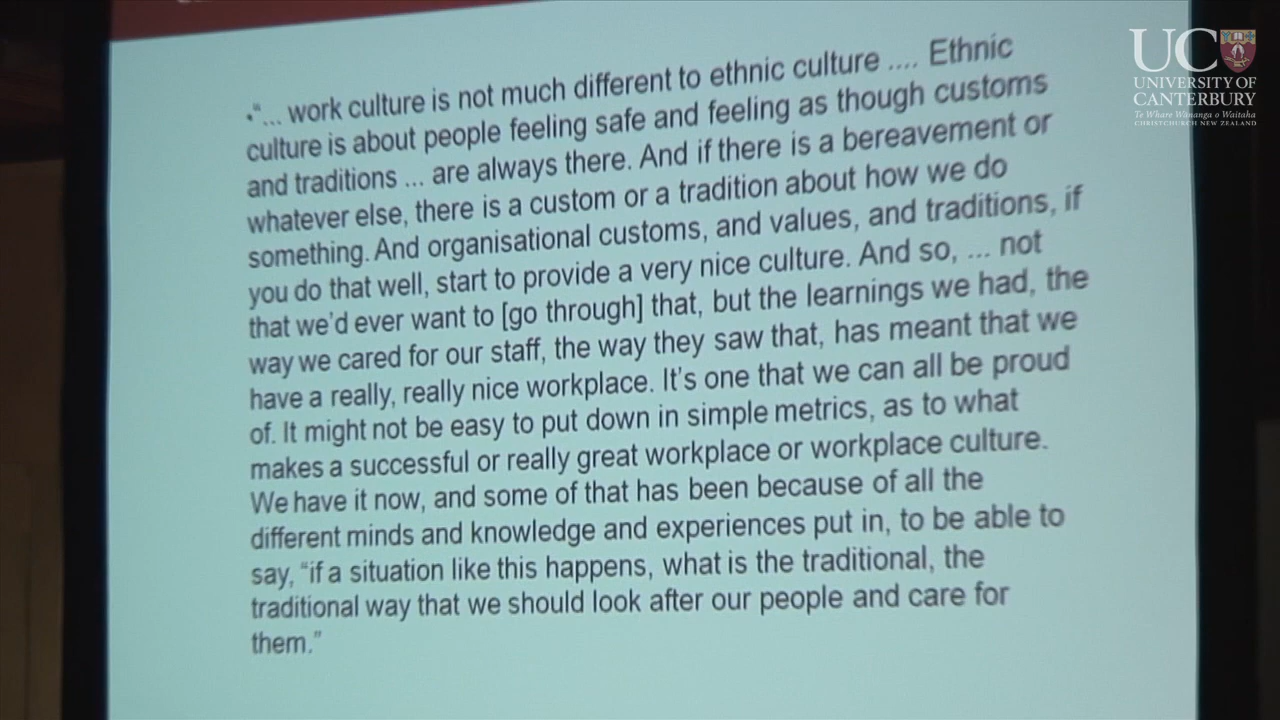 •“... work culture is not much different to ethnic culture .... Ethnic
culture is about people feeling safe and feeling as though customs
and traditions ... are always there. And if there is a bereavement or
whatever else, there is a custom or a tradition about how we do
something. And organisational customs, and values, and traditions, if
you do that well, start to provide a very nice culture. And so, ... not
that we’d ever want to [go through] that, but the learnings we had, the
way we cared for our staff, the way they saw that, has meant that we
have a really, really nice workplace. It’s one that we can all be proud
of. It might not be easy to put down in simple metrics, as to what
makes a successful or really great workplace or workplace culture.
We have it now, and some of that has been because of all the
different minds and knowledge and experiences put in, to be able to
say, “if a situation like this happens, what is the traditional, the
traditional way that we should look after our people and care for
them.”
UC
UNIVERSITY OF
CANTERBURY
Te Whare Wānanga o Waitaha
CHRISTCHURCH NEW ZEALAND